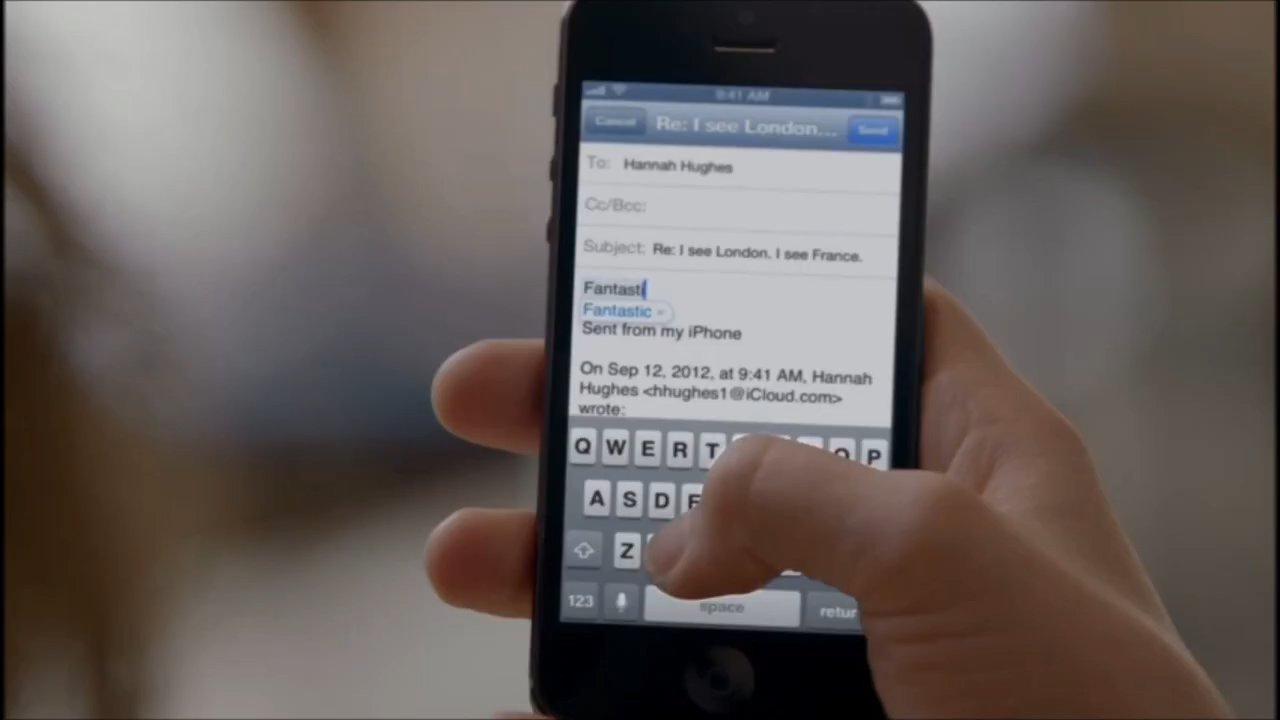 9:41 AM
Cancel Re: I see London... Send
To: Hannah Hughes
Cc/Bcc:
Subject: Re: I see London. I see France.
Fantasti
Fantastic ×
Sent from my iPhone
On Sep 12, 2012, at 9:41 AM, Hannah
Hughes <hhughes1@iCloud.com>
wrote:
Q W E R T O P
A S D F
Z
123 space retur